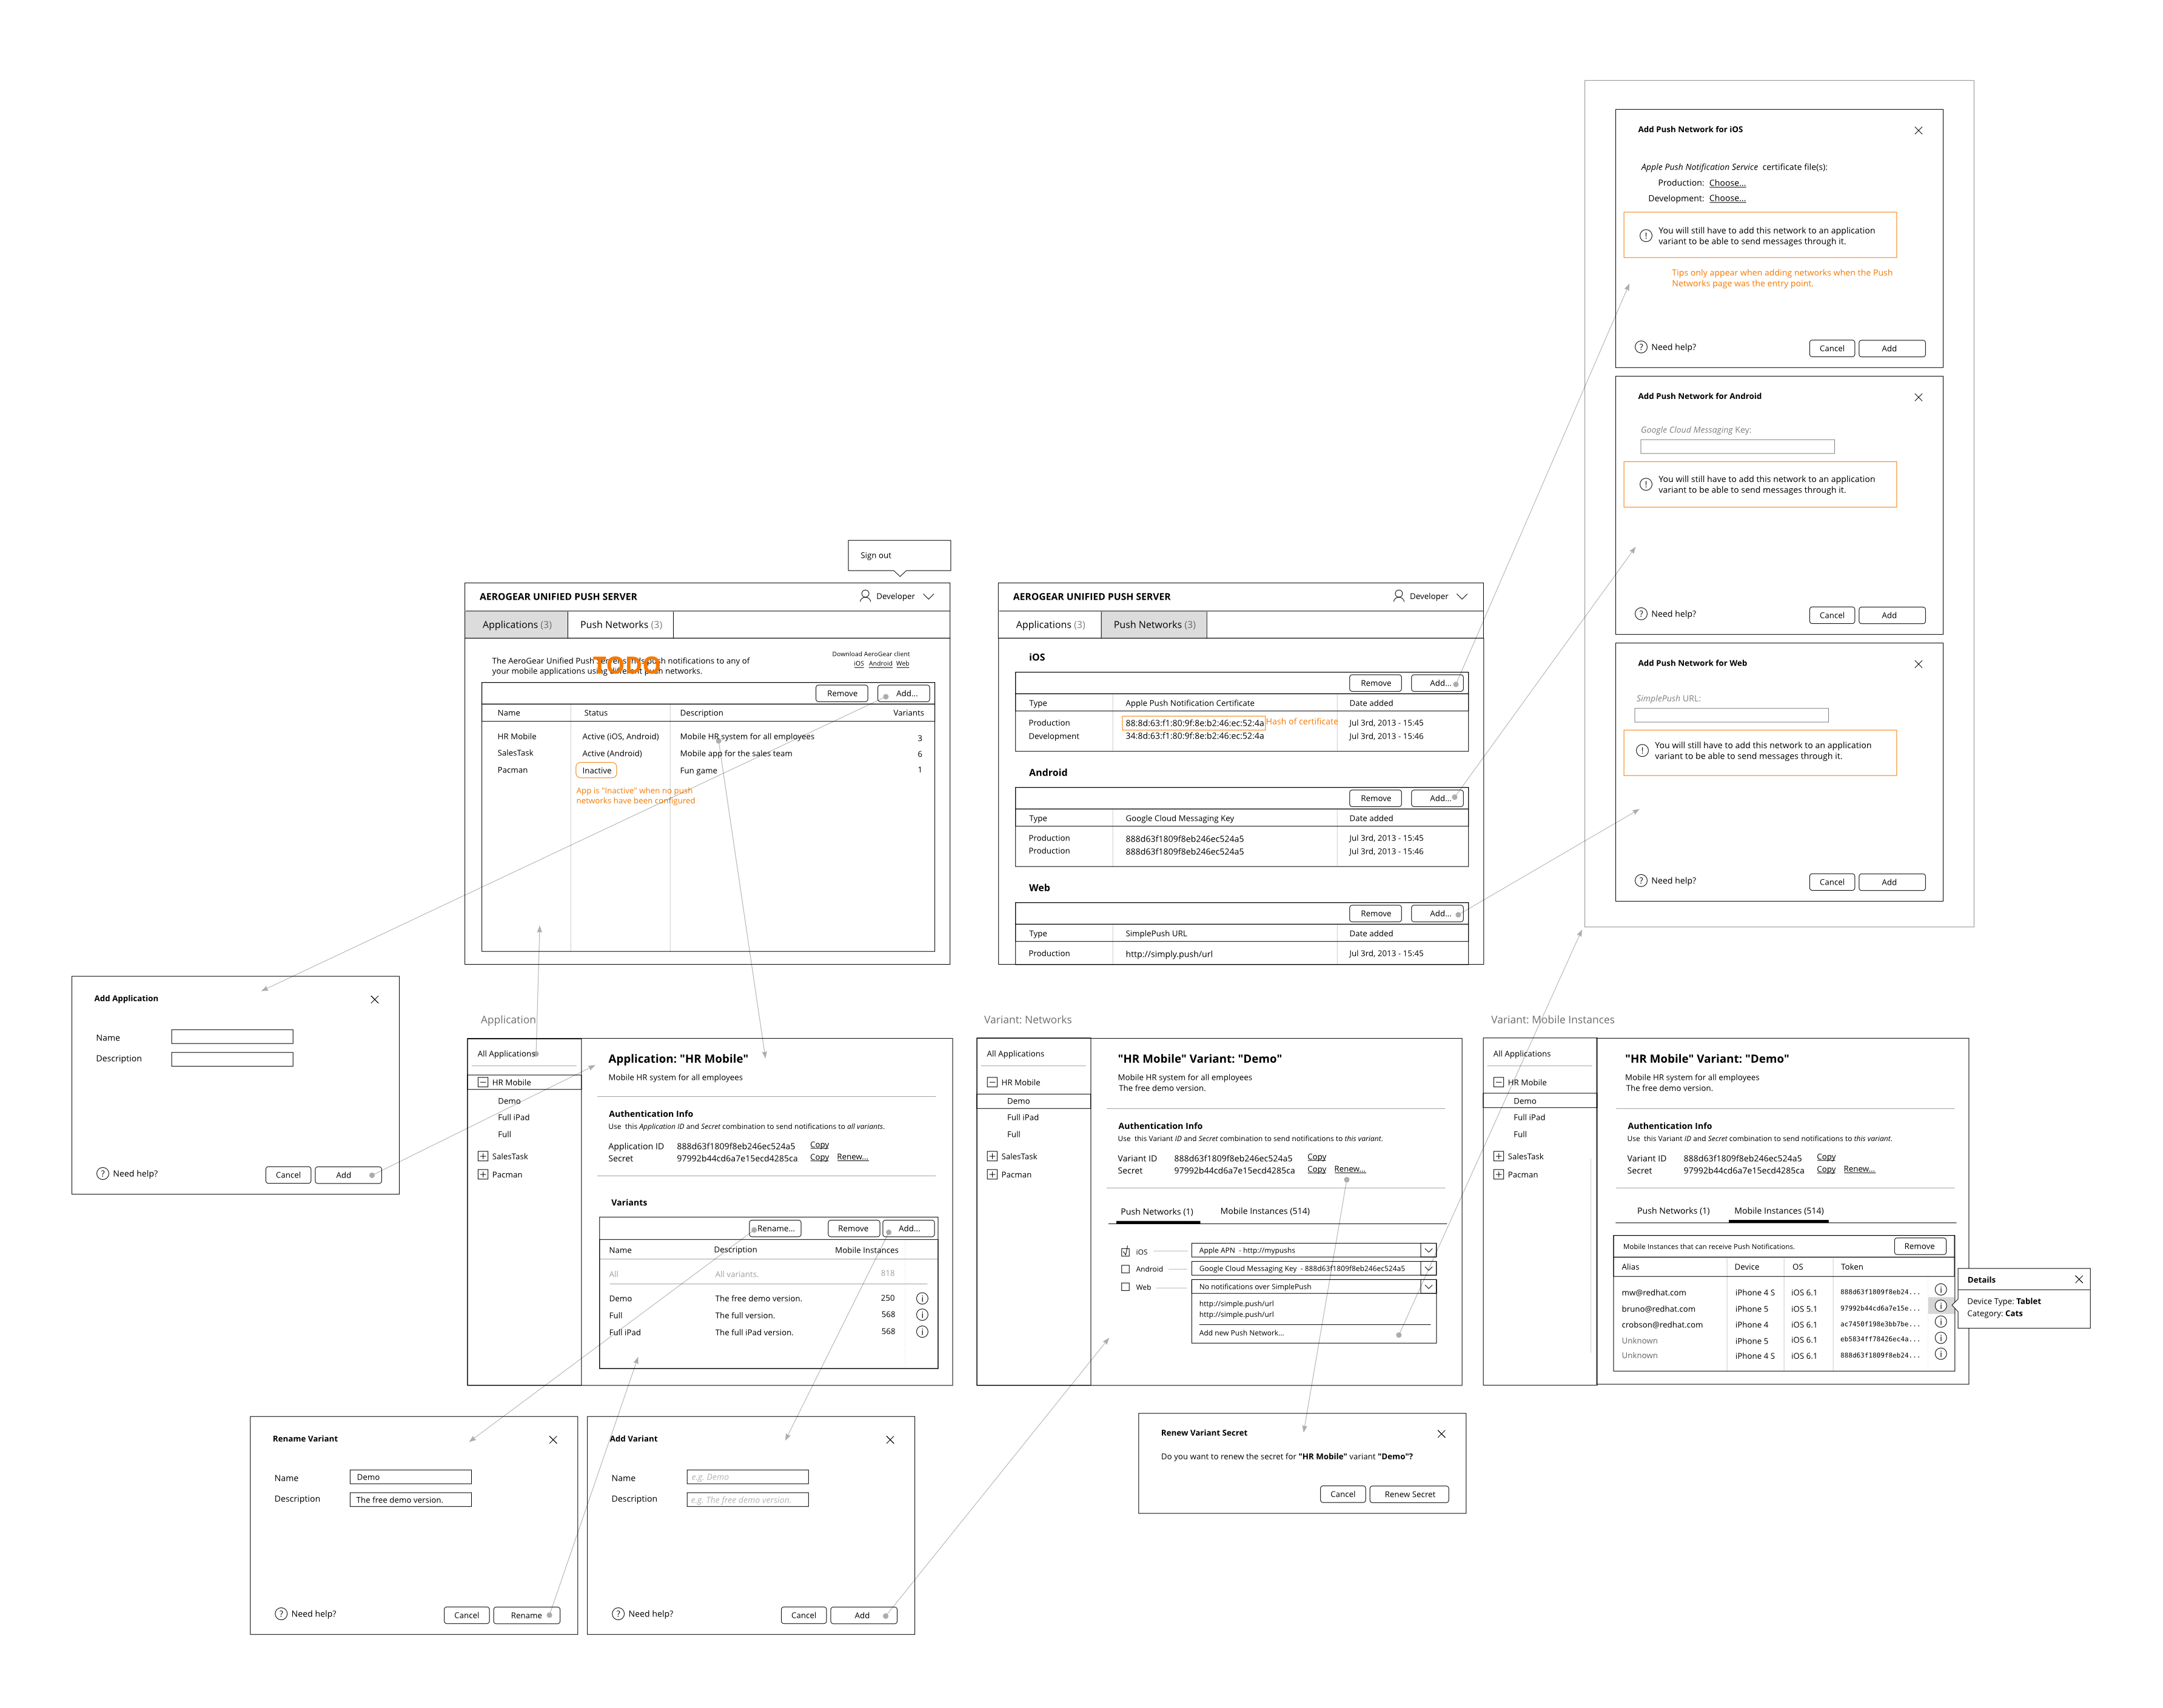 Add Push Network for iOS
Apple Push Notification Service certificate file(s):
Production: Choose...
Development: Choose...
! You will still have to add this network to an application
variant to be able to send messages through it.
Tips only appear when adding networks when the Push
Networks page was the entry point.
? Need help?
Cancel
Add
Add Push Network for Android
Google Cloud Messaging Key:
! You will still have to add this network to an application
variant to be able to send messages through it.
? Need help?
Cancel
Add
Add Push Network for Web
SimplePush URL:
! You will still have to add this network to an application
variant to be able to send messages through it.
? Need help?
Cancel
Add
Sign out
AEROGEAR UNIFIED PUSH SERVER
Developer
Applications (3)
Push Networks (3)
TODO
The AeroGear Unified Push Server sends push notifications to any of
your mobile applications using different push networks.
Download AeroGear client
iOS Android Web
Remove
Add...
Name Status Description Variants
HR Mobile Active (iOS, Android) Mobile HR system for all employees 3
SalesTask Active (Android) Mobile app for the sales team 6
Pacman Inactive Fun game 1
App is "Inactive" when no push
networks have been configured
AEROGEAR UNIFIED PUSH SERVER
Developer
Applications (3)
Push Networks (3)
iOS
Remove
Add...
Type Apple Push Notification Certificate Date added
Production 88:8d:63:f1:80:9f:8e:b2:46:ec:52:4a Hash of certificate Jul 3rd, 2013 - 15:45
Development 34:8d:63:f1:80:9f:8e:b2:46:ec:52:4a Jul 3rd, 2013 - 15:46
Android
Remove
Add...
Type Google Cloud Messaging Key Date added
Production 888d63f1809f8eb246ec524a5 Jul 3rd, 2013 - 15:45
Production 888d63f1809f8eb246ec524a5 Jul 3rd, 2013 - 15:46
Web
Remove
Add...
Type SimplePush URL Date added
Production http://simply.push/url Jul 3rd, 2013 - 15:45
Add Application
Name
Description
? Need help?
Cancel
Add
Application
All Applications
HR Mobile
Demo
Full iPad
Full
SalesTask
Pacman
Application: "HR Mobile"
Mobile HR system for all employees
Authentication Info
Use this Application ID and Secret combination to send notifications to all variants.
Application ID 888d63f1809f8eb246ec524a5 Copy
Secret 97992b44cd6a7e15ecd4285ca Copy Renew...
Variants
Rename...
Remove
Add...
Name Description Mobile Instances
All All variants. 818
Demo The free demo version. 250 i
Full The full version. 568 i
Full iPad The full iPad version. 568 i
Variant: Networks
All Applications
HR Mobile
Demo
Full iPad
Full
SalesTask
Pacman
"HR Mobile" Variant: "Demo"
Mobile HR system for all employees
The free demo version.
Authentication Info
Use this Variant ID and Secret combination to send notifications to this variant.
Variant ID 888d63f1809f8eb246ec524a5 Copy
Secret 97992b44cd6a7e15ecd4285ca Copy Renew...
Push Networks (1)
Mobile Instances (514)
iOS Apple APN - http://mypushs
Android Google Cloud Messaging Key - 888d63f1809f8eb246ec524a5
Web No notifications over SimplePush
http://simple.push/url
http://simple.push/url
Add new Push Network...
Variant: Mobile Instances
All Applications
HR Mobile
Demo
Full iPad
Full
SalesTask
Pacman
"HR Mobile" Variant: "Demo"
Mobile HR system for all employees
The free demo version.
Authentication Info
Use this Variant ID and Secret combination to send notifications to this variant.
Variant ID 888d63f1809f8eb246ec524a5 Copy
Secret 97992b44cd6a7e15ecd4285ca Copy Renew...
Push Networks (1)
Mobile Instances (514)
Mobile Instances that can receive Push Notifications.
Remove
Alias Device OS Token
mw@redhat.com iPhone 4 S iOS 6.1 888d63f1809f8eb24... i
bruno@redhat.com iPhone 5 iOS 5.1 97992b44cd6a7e15e... i
crobson@redhat.com iPhone 4 iOS 6.1 ac7450f198e3bb7be... i
Unknown iPhone 5 iOS 6.1 eb5834ff78426ec4a... i
Unknown iPhone 4 S iOS 6.1 888d63f1809f8eb24... i
Details
Device Type: Tablet
Category: Cats
Rename Variant
Name Demo
Description The free demo version.
? Need help?
Cancel
Rename
Add Variant
Name e.g. Demo
Description e.g. The free demo version.
? Need help?
Cancel
Add
Renew Variant Secret
Do you want to renew the secret for "HR Mobile" variant "Demo"?
Cancel
Renew Secret